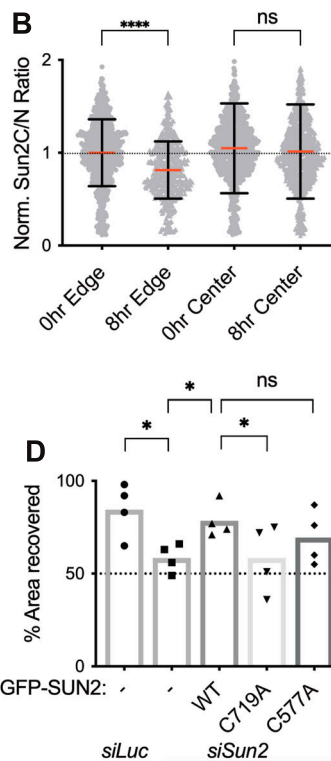 B
**** ns
Norm. Sun2C/N Ratio
2
1
0
0hr Edge
8hr Edge
0hr Center
8hr Center
* ns
* *
D
% Area recovered
100
50
0
GFP-SUN2: - - WT C719A C577A
siLuc siSun2